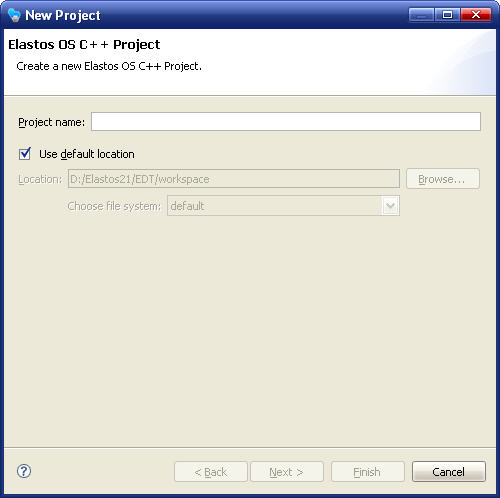 New Project
Elastos OS C++ Project
Create a new Elastos OS C++ Project.
Project name:
Use default location
Location: D:/Elastos21/EDT/workspace Browse...
Choose file system: default
? < Back Next > Finish Cancel